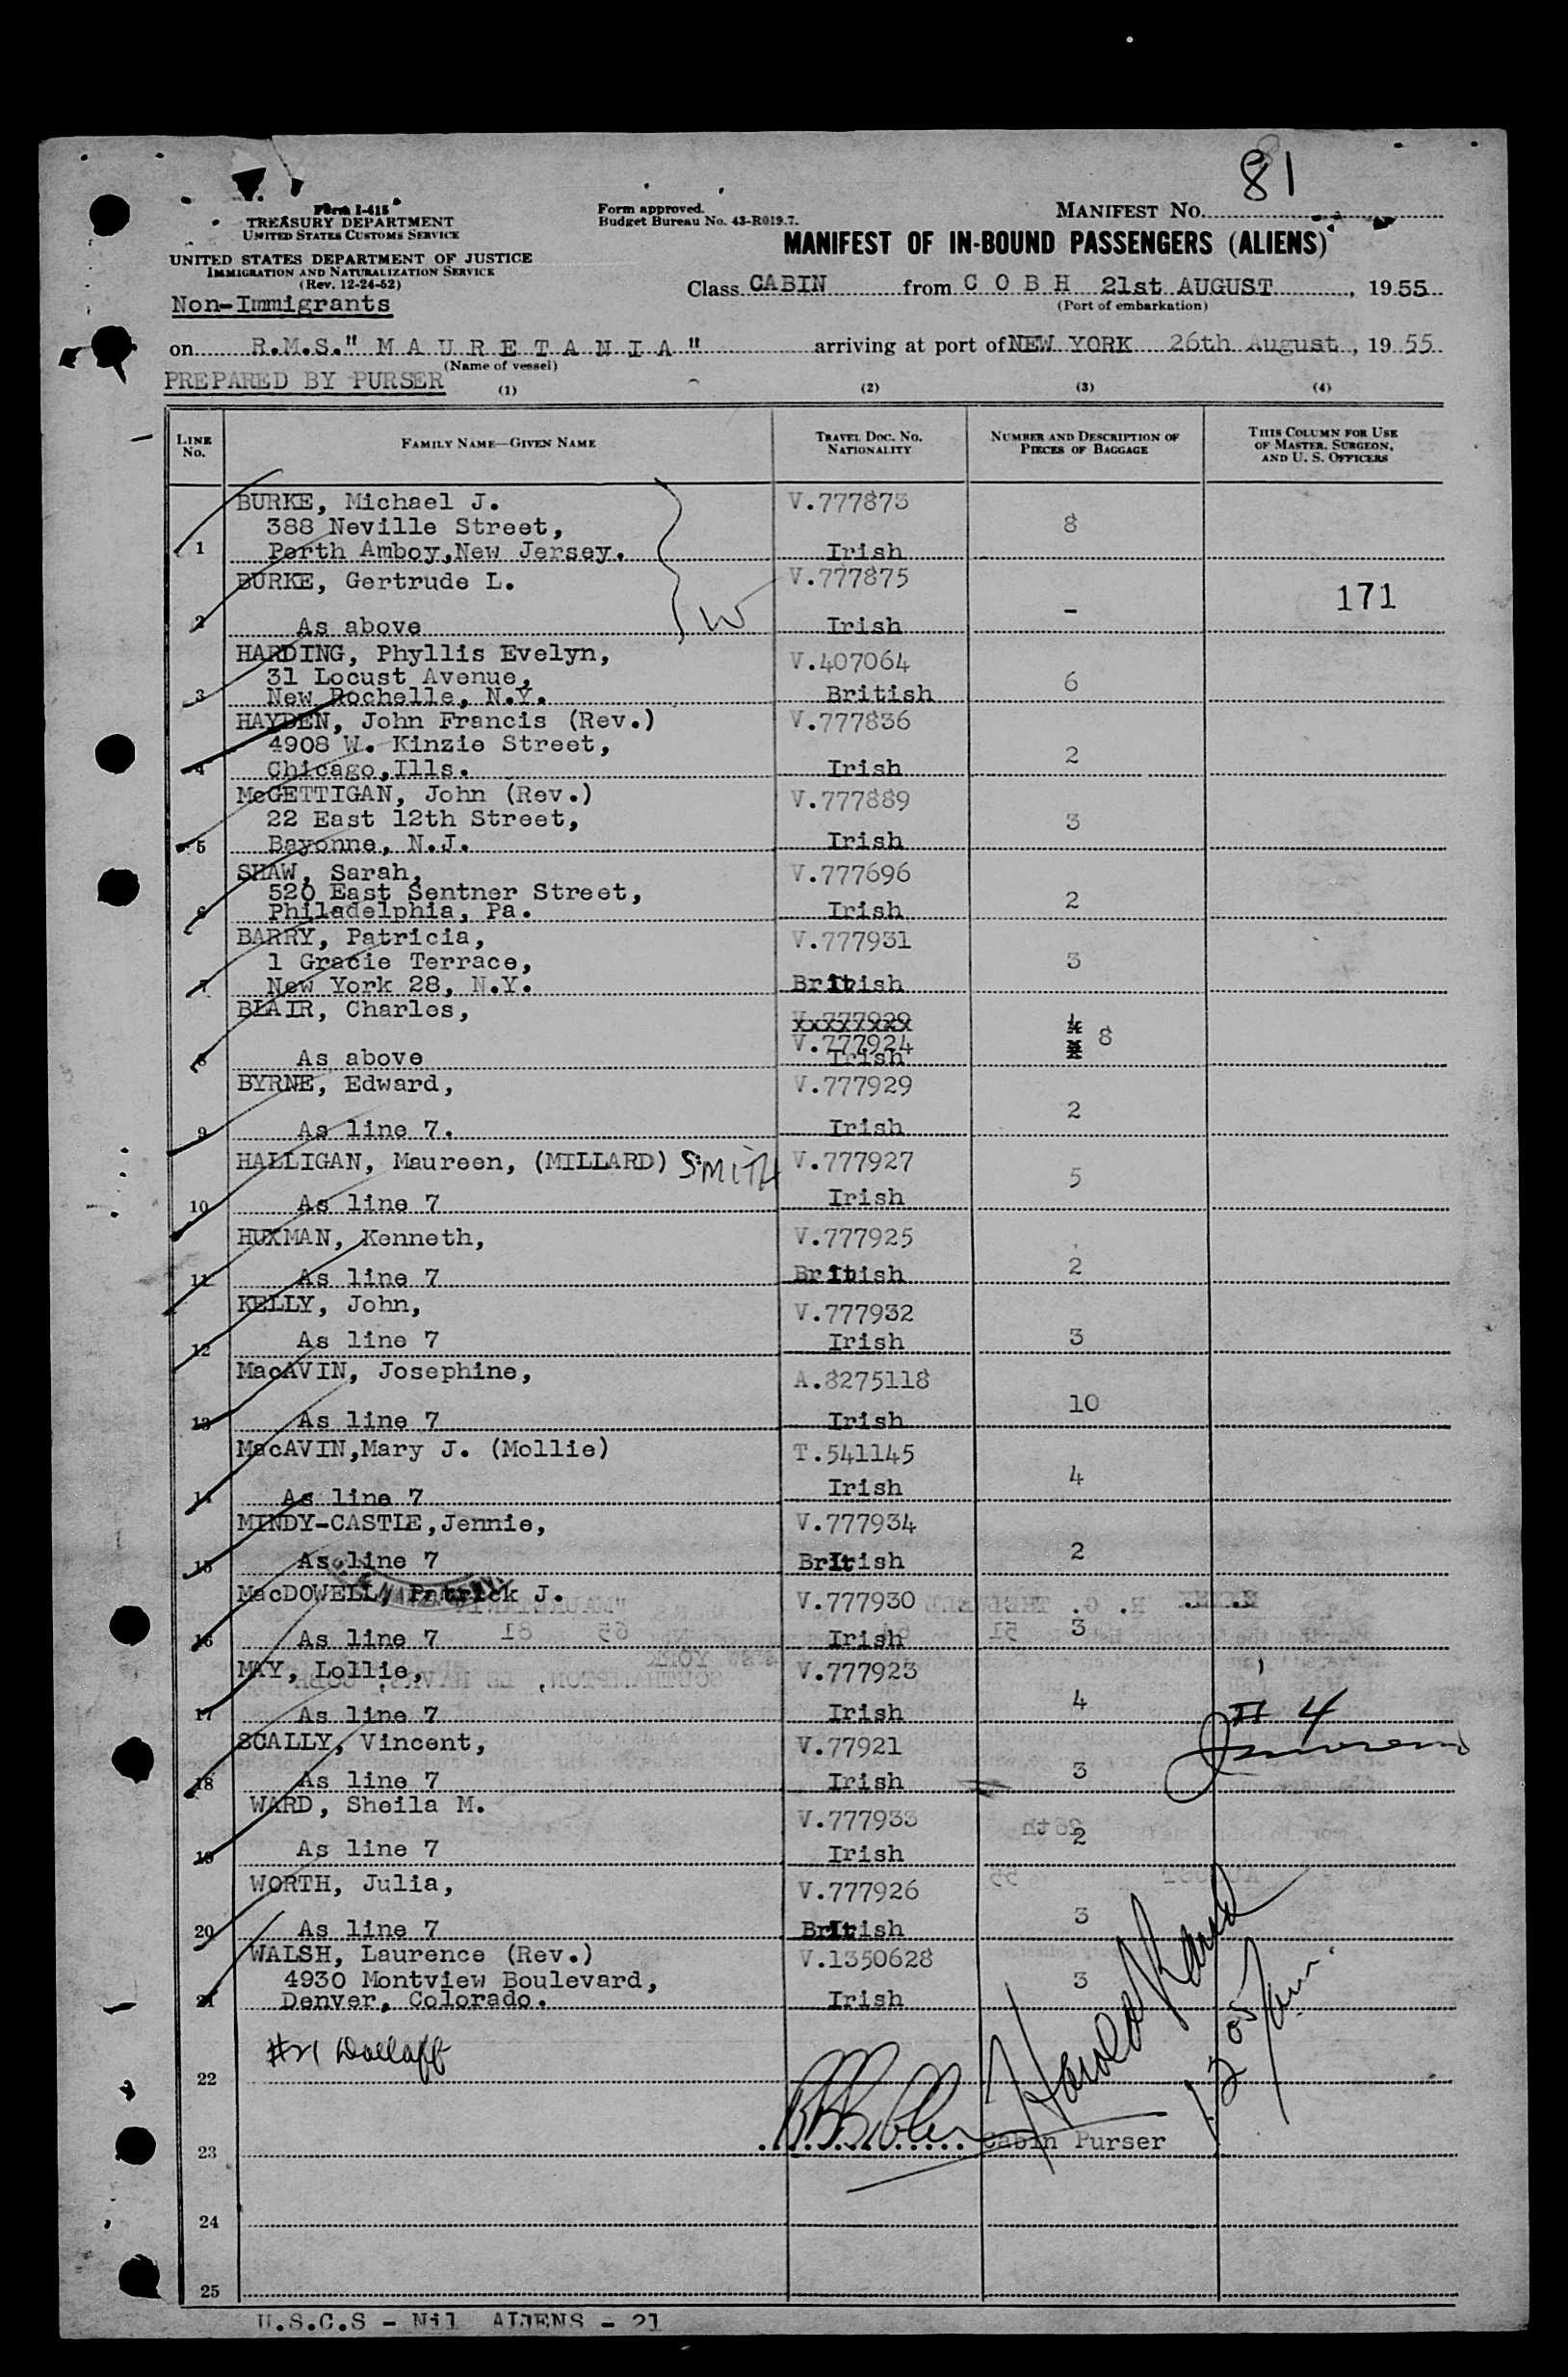 81
Form I-415
TREASURY DEPARTMENT
UNITED STATES CUSTOMS SERVICE
Form approved.
Budget Bureau No. 43-R019.7.
MANIFEST NO.
UNITED STATES DEPARTMENT OF JUSTICE
IMMIGRATION AND NATURALIZATION SERVICE
(Rev. 12-24-52)
MANIFEST OF IN-BOUND PASSENGERS (ALIENS)
Class CABIN from C O B H 21st AUGUST, 1955
(Port of embarkation)
Non-Immigrants
on R.M.S." M A U R E T A N I A " arriving at port of NEW YORK 26th August, 1955
(Name of vessel)
PREPARED BY PURSER
(1) (2) (3) (4)
LINE No. FAMILY NAME—GIVEN NAME TRAVEL DOC. NO. NATIONALITY NUMBER AND DESCRIPTION OF PIECES OF BAGGAGE THIS COLUMN FOR USE OF MASTER, SURGEON, AND U. S. OFFICERS
BURKE, Michael J. V.777873
388 Neville Street, 8
1 Perth Amboy,New Jersey. Irish
BURKE, Gertrude L. V.777875
W - 171
2 As above Irish
HARDING, Phyllis Evelyn, V.407064
31 Locust Avenue, 6
3 New Rochelle, N.Y. British
HAYDEN, John Francis (Rev.) V.777836
4908 W. Kinzie Street, 2
4 Chicago,Ills. Irish
McGETTIGAN, John (Rev.) V.777889
22 East 12th Street, 3
5 Bayonne, N.J. Irish
SHAW, Sarah, V.777696
520 East Sentner Street, 2
6 Philadelphia, Pa. Irish
BARRY, Patricia, V.777931
1 Gracie Terrace, 3
7 New York 28, N.Y. British
BLAIR, Charles, V.777929
V.777924 8
8 As above Irish
BYRNE, Edward, V.777929
2
9 As line 7. Irish
HALLIGAN, Maureen, (MILLARD) SMITH V.777927
5
10 As line 7 Irish
HUXMAN, Kenneth, V.777925
2
11 As line 7 British
KELLY, John, V.777932
12 As line 7 Irish 3
MacAVIN, Josephine, A.8275118
10
13 As line 7 Irish
MacAVIN,Mary J. (Mollie) T.541145
4
14 As line 7 Irish
MINDY-CASTLE,Jennie, V.777934
2
15 As line 7 British
MacDOWELL, Patrick J. V.777930
3
16 As line 7 Irish
MAY, Lollie, V.777923
4
17 As line 7 Irish
4
SCALLY, Vincent, V.77921
3
18 As line 7 Irish
WARD, Sheila M. V.777933
2
19 As line 7 Irish
WORTH, Julia, V.777926
3
20 As line 7 British
WALSH, Laurence (Rev.) V.1350628
4930 Montview Boulevard, 3
21 Denver, Colorado. Irish
#21
22
23 Cabin Purser
24
25
U.S.C.S - Nil ALIENS - 21